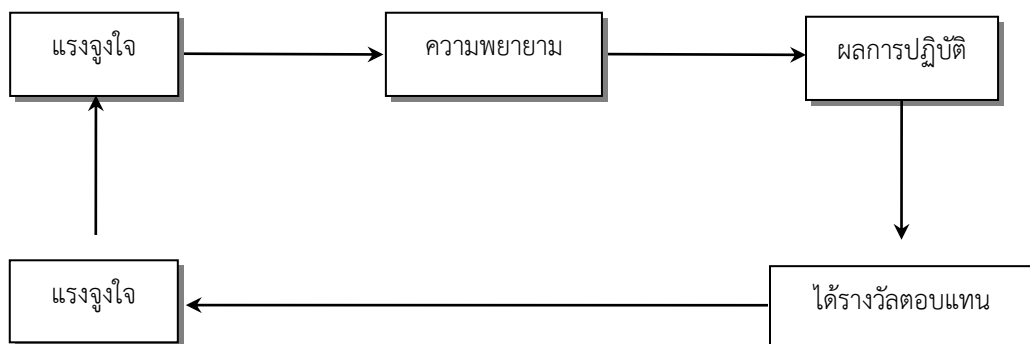 แรงจูงใจ
ความพยายาม
ผลการปฏิบัติ
แรงจูงใจ
ได้รางวัลตอบแทน